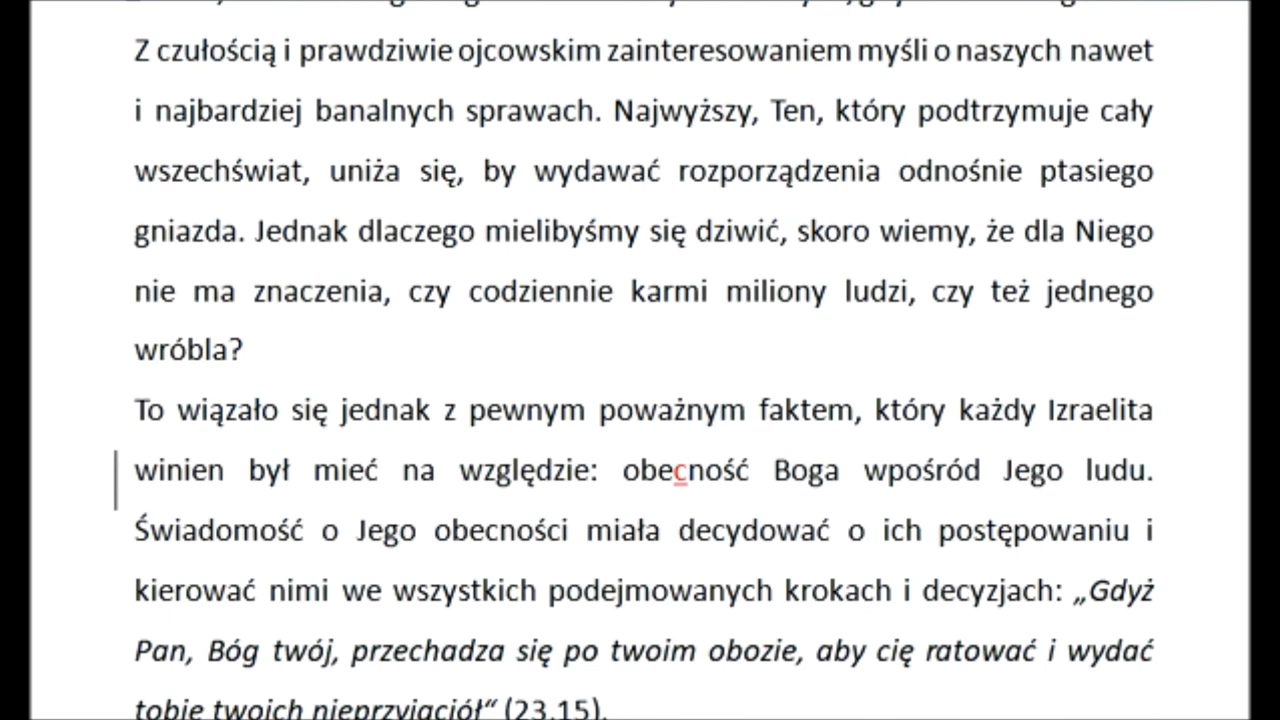 Z czułością i prawdziwie ojcowskim zainteresowaniem myśli o naszych nawet
i najbardziej banalnych sprawach. Najwyższy, Ten, który podtrzymuje cały
wszechświat, uniża się, by wydawać rozporządzenia odnośnie ptasiego
gniazda. Jednak dlaczego mielibyśmy się dziwić, skoro wiemy, że dla Niego
nie ma znaczenia, czy codziennie karmi miliony ludzi, czy też jednego
wróbla?
To wiązało się jednak z pewnym poważnym faktem, który każdy Izraelita
winien był mieć na względzie: obecność Boga wpośród Jego ludu.
Świadomość o Jego obecności miała decydować o ich postępowaniu i
kierować nimi we wszystkich podejmowanych krokach i decyzjach: „Gdyż
Pan, Bóg twój, przechadza się po twoim obozie, aby cię ratować i wydać
tobie twoich nieprzyjaciół“ (23,15).